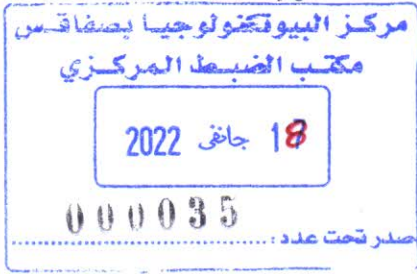 مركز البيوتكنولوجيا بصفاقس
مكتب الضبط المركزي
18 جانفي 2022
000035
صدر تحت عدد :